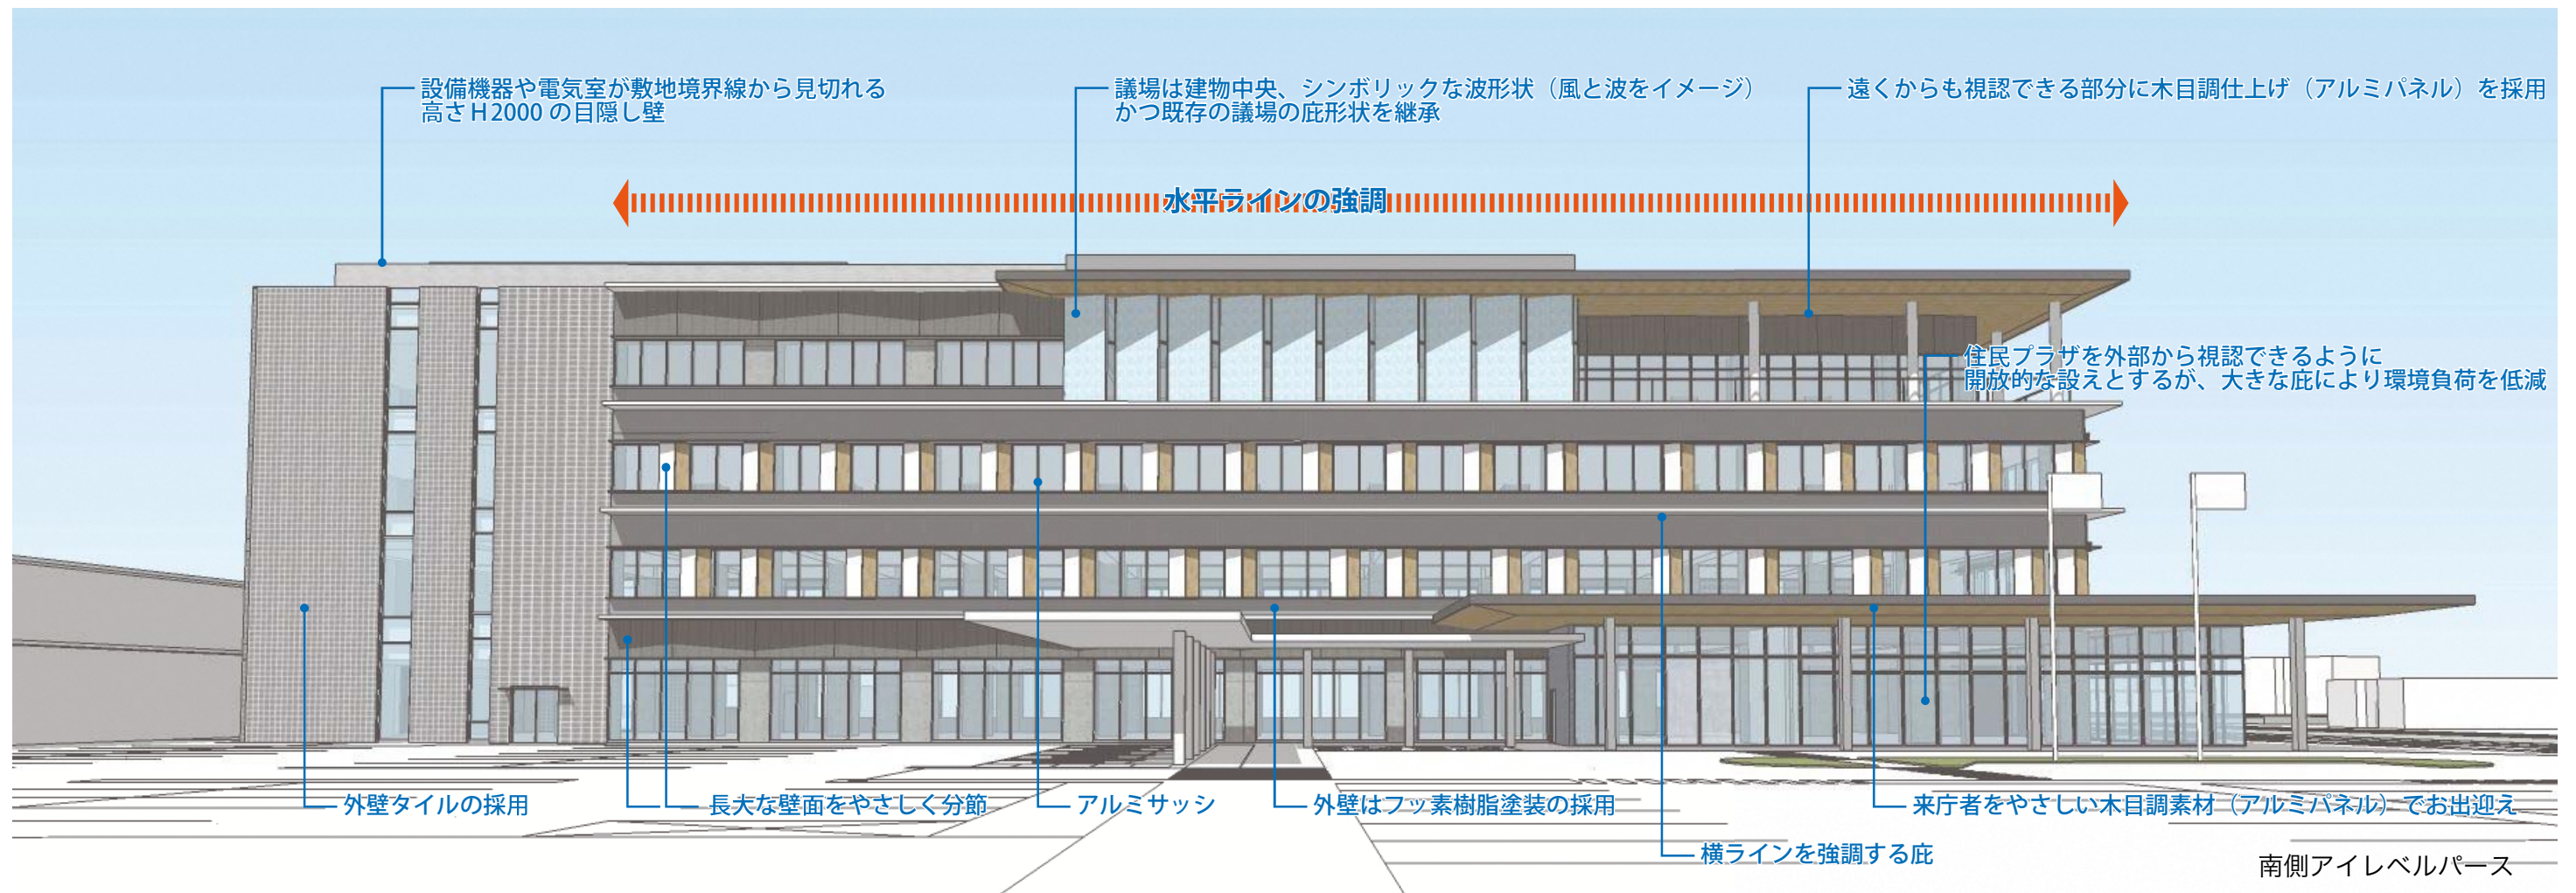 設備機器や電気室が敷地境界線から見切れる
高さH2000の目隠し壁
議場は建物中央、シンボリックな波形状（風と波をイメージ）
かつ既存の議場の庇形状を継承
遠くからも視認できる部分に木目調仕上げ（アルミパネル）を採用
水平ラインの強調
住民プラザを外部から視認できるように
開放的な設えとするが、大きな庇により環境負荷を低減
外壁タイルの採用
長大な壁面をやさしく分節
アルミサッシ
外壁はフッ素樹脂塗装の採用
来庁者をやさしい木目調素材（アルミパネル）でお出迎え
横ラインを強調する庇
南側アイレベルパース